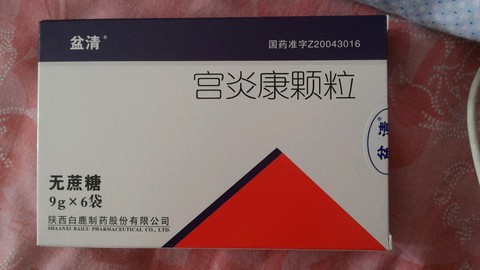 盆清®
国药准字Z20043016
宫炎康颗粒
盆清®
无蔗糖
9g×6袋
陕西白鹿制药股份有限公司
SHAANXI BAILU PHARMACEUTICAL CO., LTD.